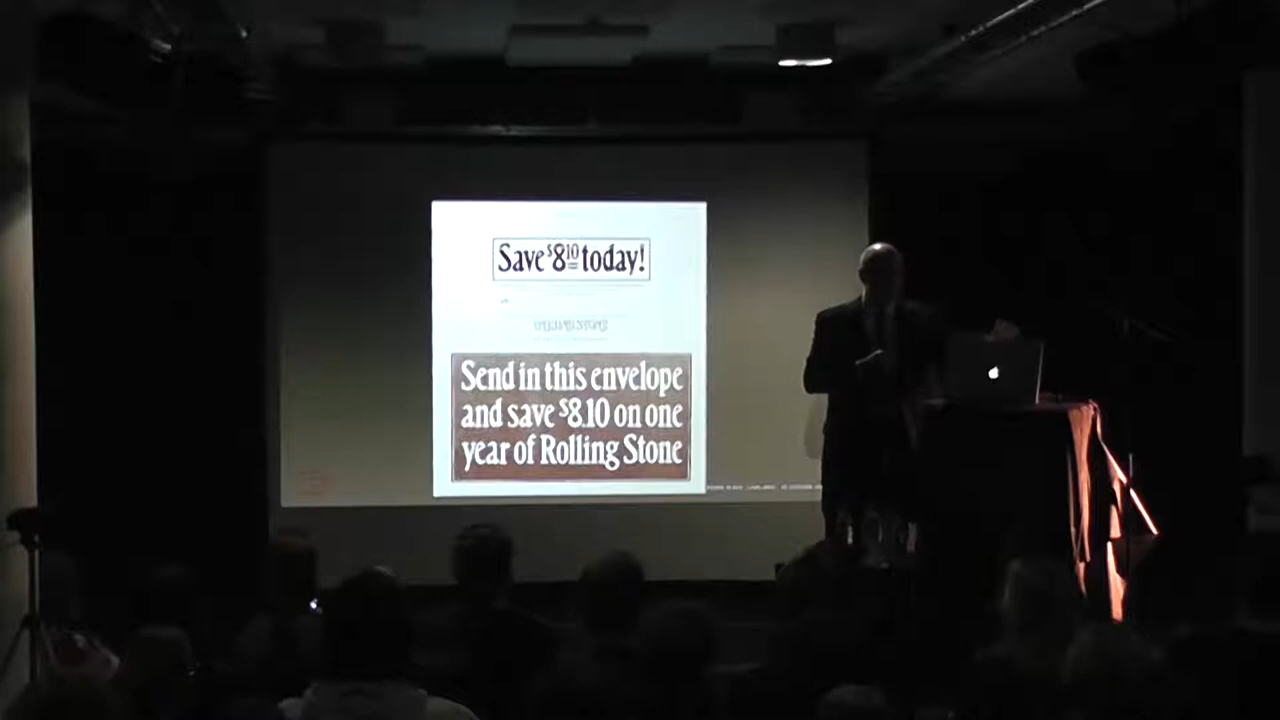 Save $8.10 today!
Send in this envelope
and save $8.10 on one
year of Rolling Stone